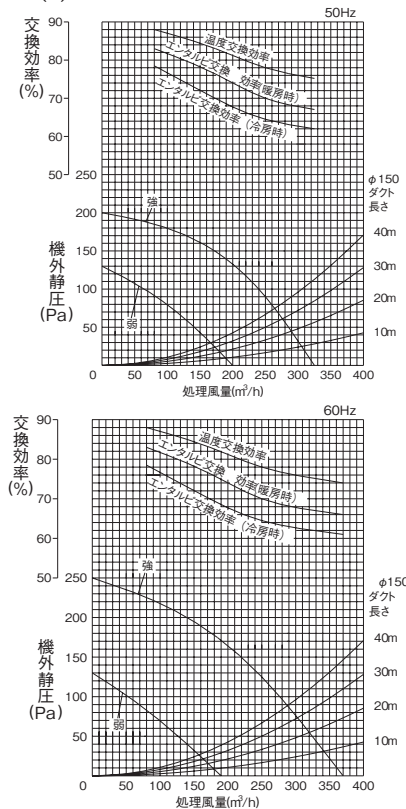 50Hz
交換効率(%)
90
80
70
60
50
温度交換効率
エンタルピ交換 効率暖房時)
エンタルピ交換効率(冷房時)
機外静圧(Pa)
250
200
150
100
50
強
弱
φ150
ダクト
長さ
40m
30m
20m
10m
0 50 100 150 200 250 300 350 400
処理風量(m³/h)
60Hz
交換効率(%)
90
80
70
60
50
温度交換効率
エンタルピ交換 効率暖房時)
エンタルピ交換効率(冷房時)
機外静圧(Pa)
250
200
150
100
50
強
弱
φ150
ダクト
長さ
40m
30m
20m
10m
0 50 100 150 200 250 300 350 400
処理風量(m³/h)